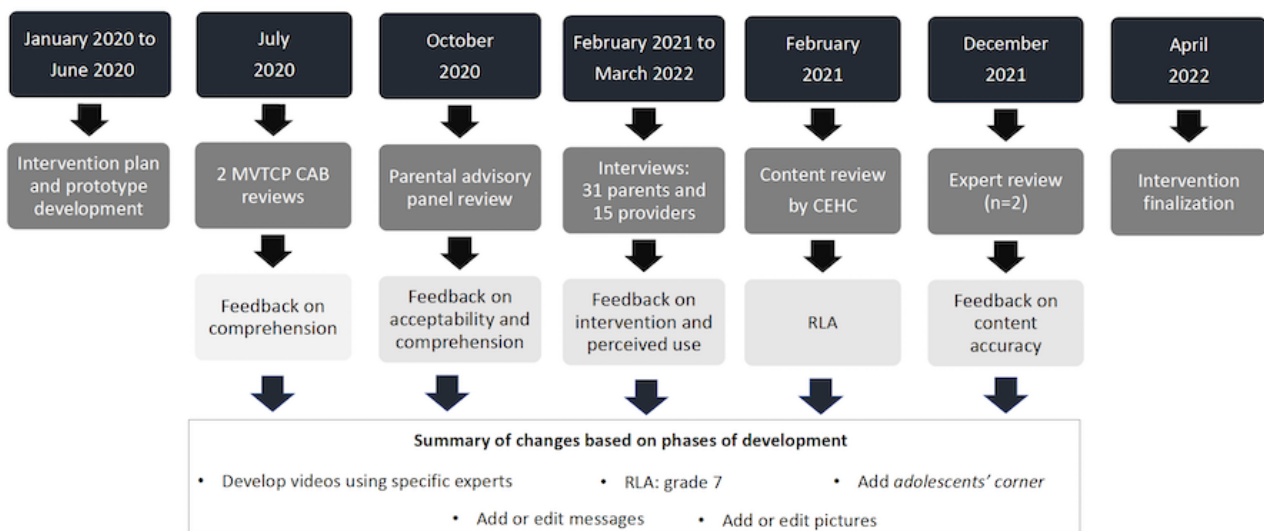 January 2020 to
June 2020
July
2020
October
2020
February 2021 to
March 2022
February
2021
December
2021
April
2022
Intervention plan
and prototype
development
2 MVTCP CAB
reviews
Parental advisory
panel review
Interviews:
31 parents and
15 providers
Content review
by CEHC
Expert review
(n=2)
Intervention
finalization
Feedback on
comprehension
Feedback on
acceptability and
comprehension
Feedback on
intervention and
perceived use
RLA
Feedback on
content
accuracy
Summary of changes based on phases of development
• Develop videos using specific experts
• RLA: grade 7
• Add adolescents' corner
• Add or edit messages
• Add or edit pictures